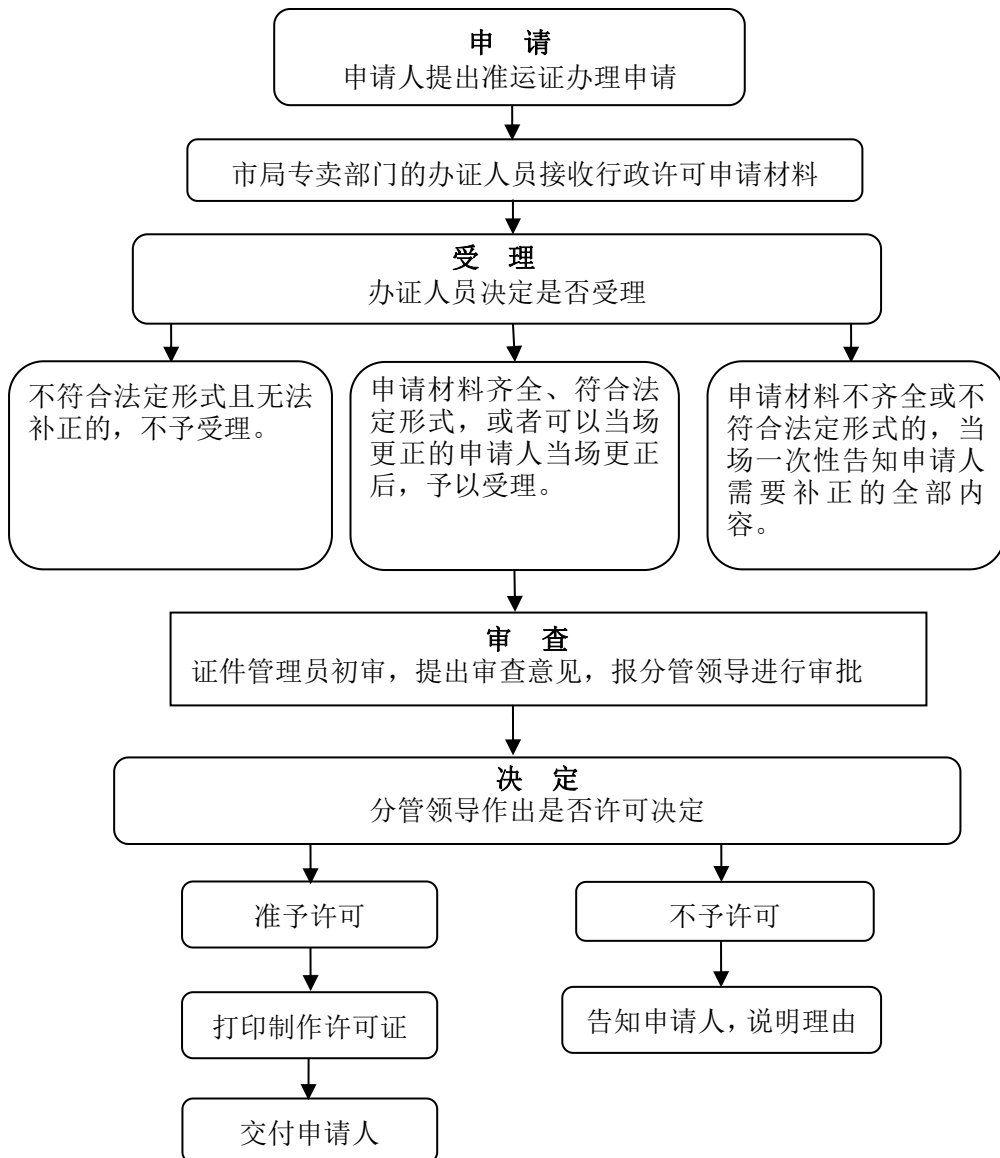 申 请
申请人提出准运证办理申请
市局专卖部门的办证人员接收行政许可申请材料
受 理
办证人员决定是否受理
不符合法定形式且无法
补正的，不予受理。
申请材料齐全、符合法
定形式，或者可以当场
更正的申请人当场更正
后，予以受理。
申请材料不齐全或不
符合法定形式的，当
场一次性告知申请人
需要补正的全部内
容。
审 查
证件管理员初审，提出审查意见，报分管领导进行审批
决 定
分管领导作出是否许可决定
准予许可
不予许可
打印制作许可证
告知申请人，说明理由
交付申请人